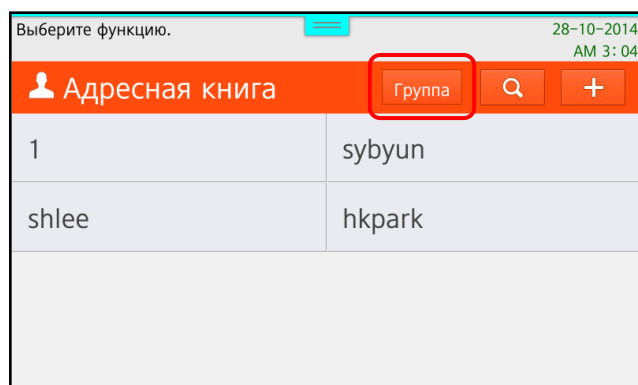 Выберите функцию.
28-10-2014
AM 3:04
Адресная книга
Группа
1
sybyun
shlee
hkpark